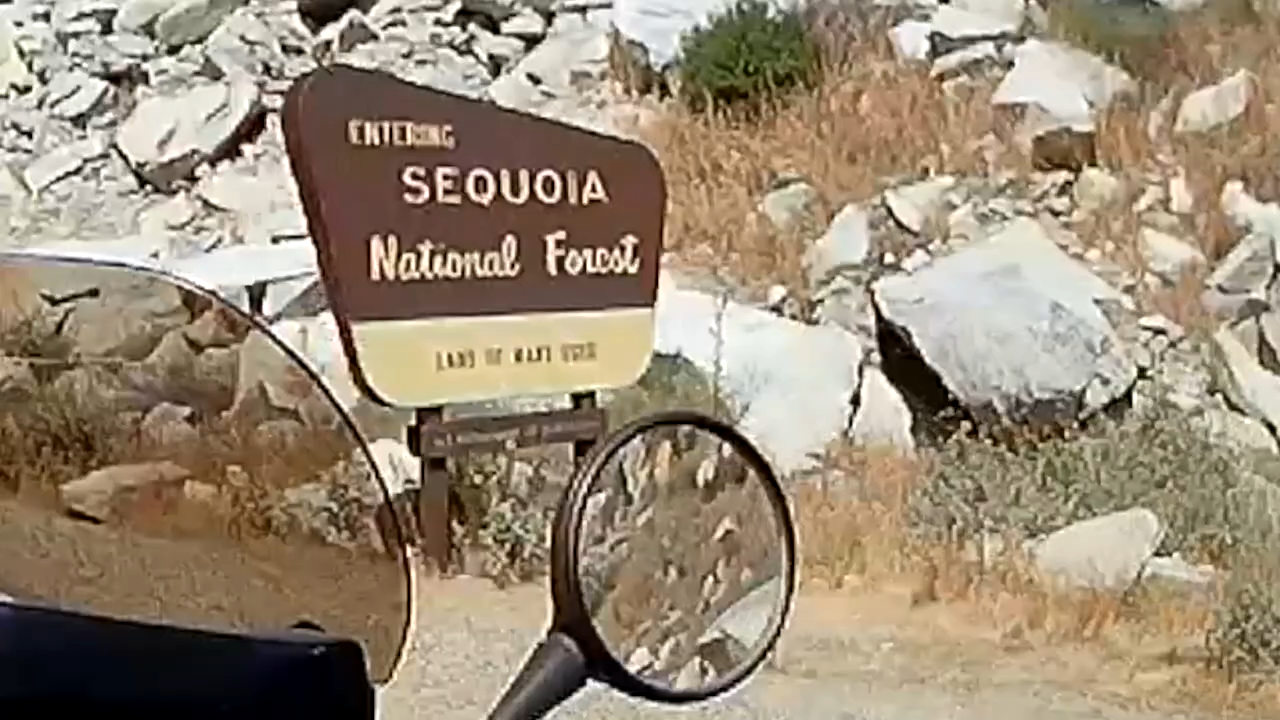 ENTERING
SEQUOIA
National Forest
LAND OF MANY USES